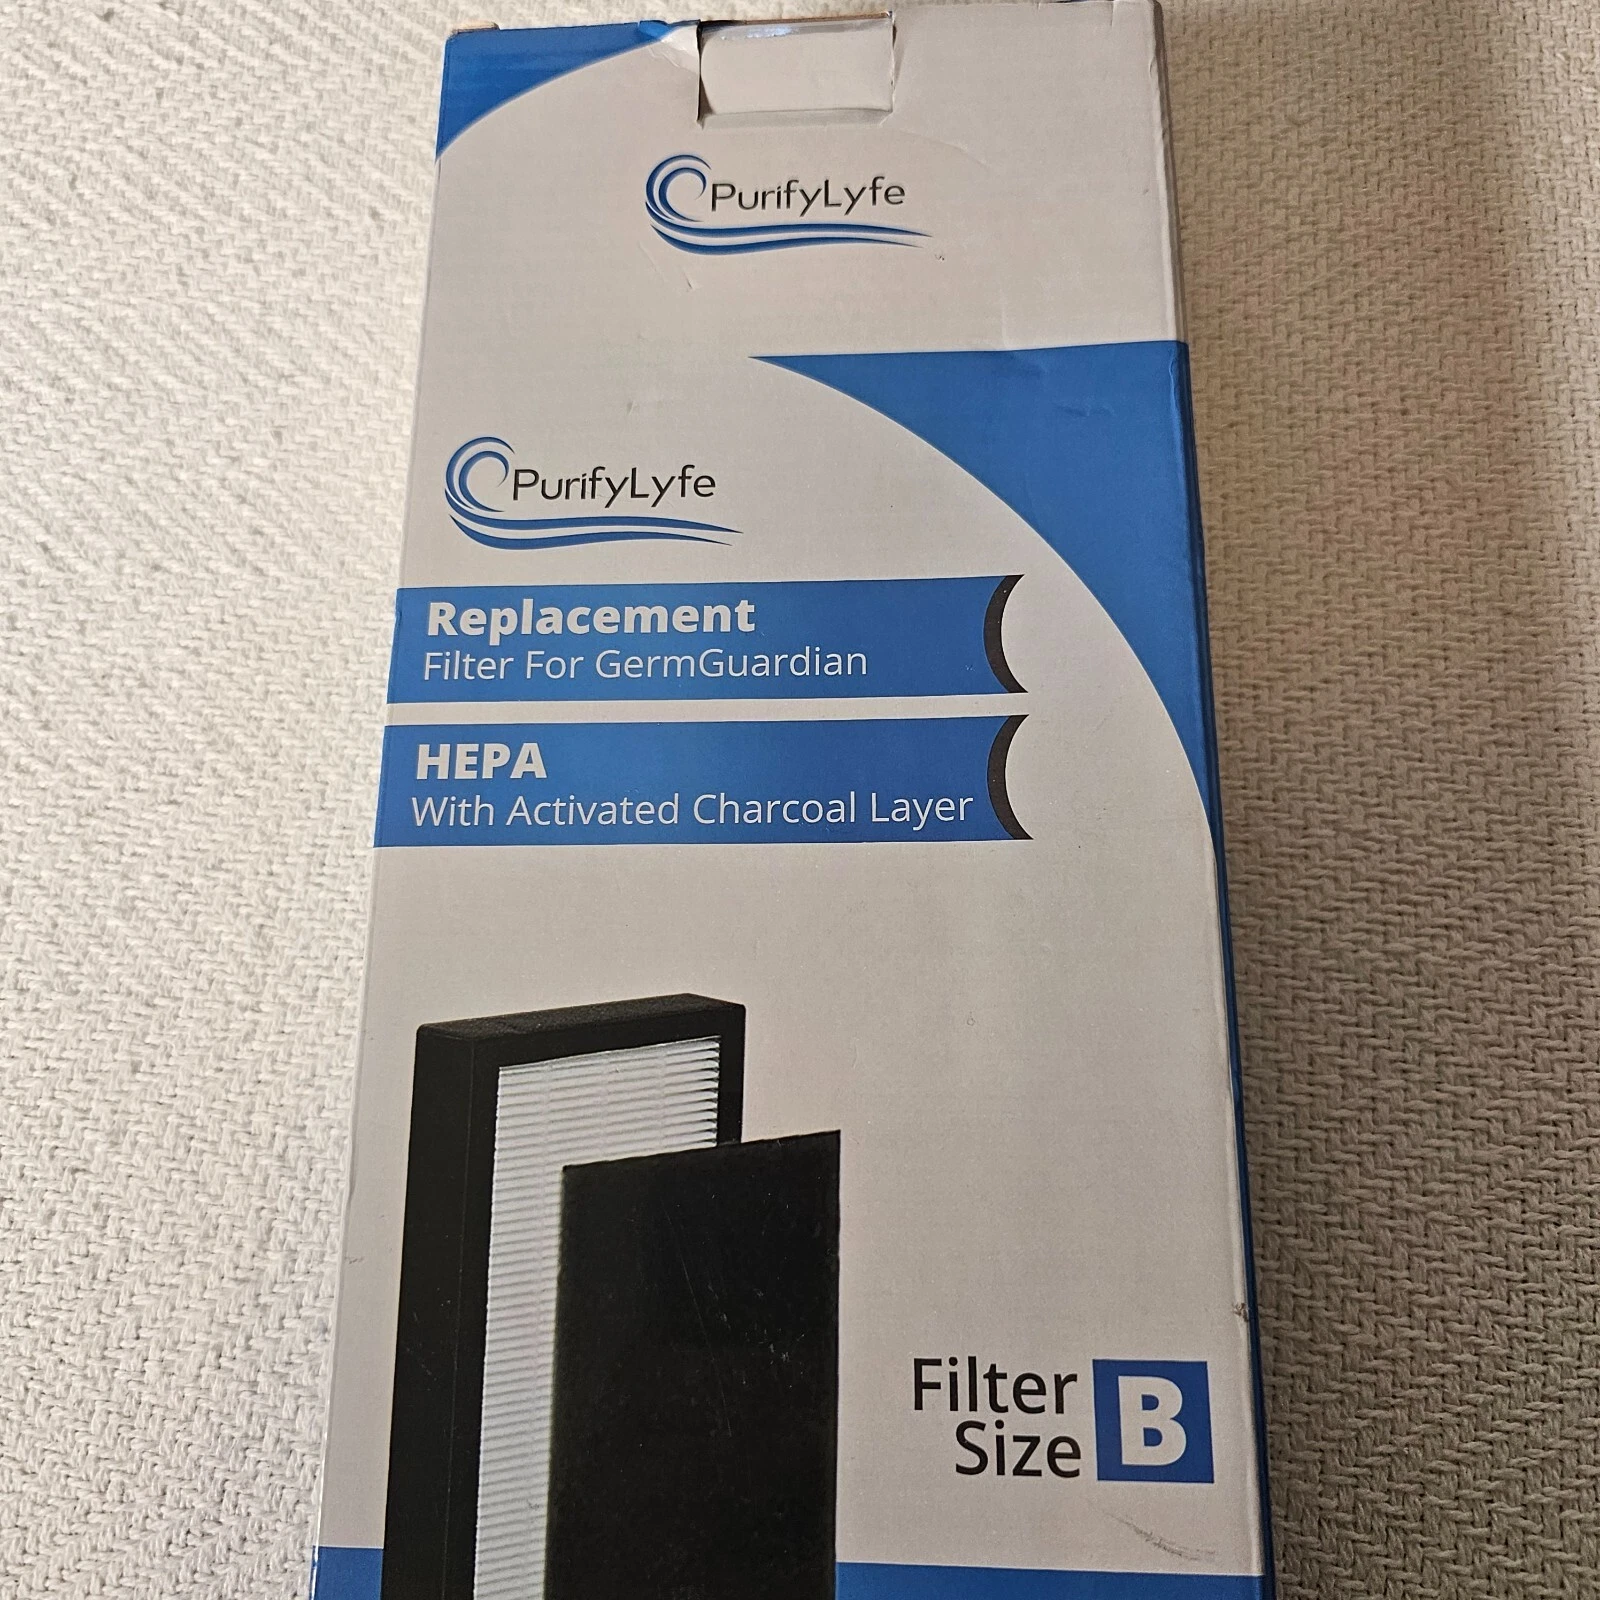 PurifyLyfe
PurifyLyfe
Replacement
Filter For GermGuardian
HEPA
With Activated Charcoal Layer
Filter
Size B